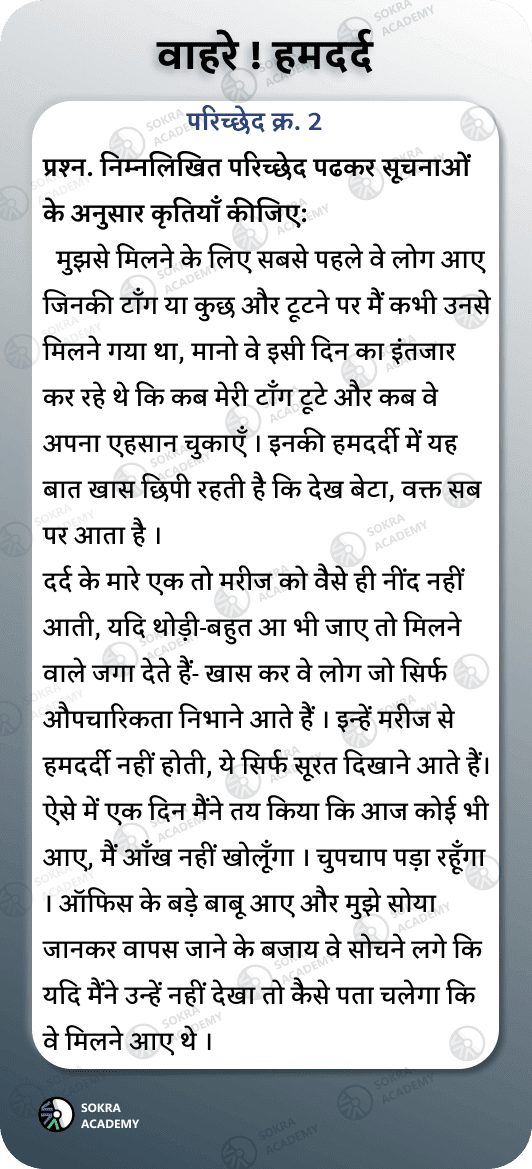 वाहरे ! हमदर्द
परिच्छेद क्र. 2
प्रश्न. निम्नलिखित परिच्छेद पढकर सूचनाओं
के अनुसार कृतियाँ कीजिए:
मुझसे मिलने के लिए सबसे पहले वे लोग आए
जिनकी टाँग या कुछ और टूटने पर मैं कभी उनसे
मिलने गया था, मानो वे इसी दिन का इंतजार
कर रहे थे कि कब मेरी टाँग टूटे और कब वे
अपना एहसान चुकाएँ । इनकी हमदर्दी में यह
बात खास छिपी रहती है कि देख बेटा, वक्त सब
पर आता है ।
दर्द के मारे एक तो मरीज को वैसे ही नींद नहीं
आती, यदि थोड़ी-बहुत आ भी जाए तो मिलने
वाले जगा देते हैं- खास कर वे लोग जो सिर्फ
औपचारिकता निभाने आते हैं । इन्हें मरीज से
हमदर्दी नहीं होती, ये सिर्फ सूरत दिखाने आते हैं।
ऐसे में एक दिन मैंने तय किया कि आज कोई भी
आए, मैं आँख नहीं खोलूँगा । चुपचाप पड़ा रहूँगा
। ऑफिस के बड़े बाबू आए और मुझे सोया
जानकर वापस जाने के बजाय वे सोचने लगे कि
यदि मैंने उन्हें नहीं देखा तो कैसे पता चलेगा कि
वे मिलने आए थे ।
SOKRA
ACADEMY